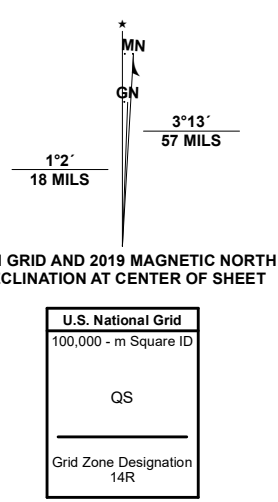 MN
GN
3°13´
57 MILS
1°2´
18 MILS
GRID AND 2019 MAGNETIC NORTH
CLINATION AT CENTER OF SHEET
U.S. National Grid
100,000 - m Square ID
QS
Grid Zone Designation
14R